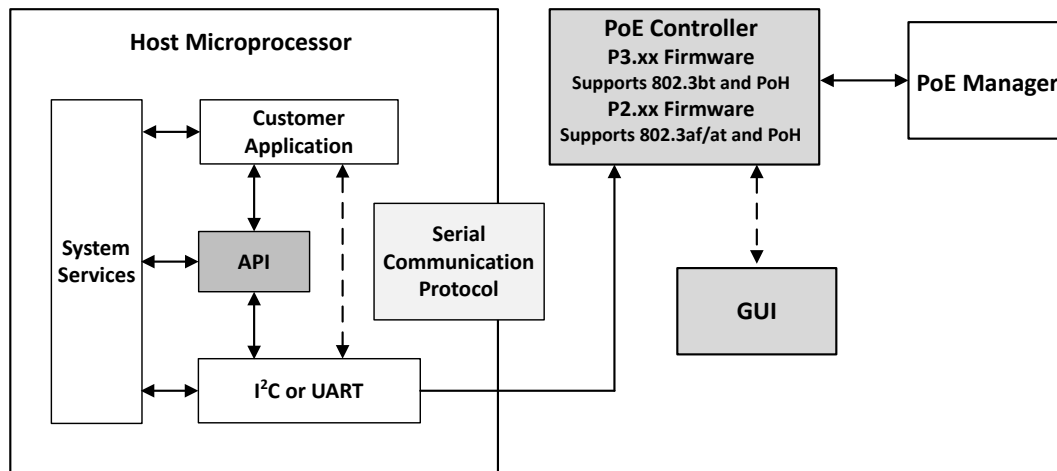 Host Microprocessor
System
Services
Customer
Application
API
I²C or UART
Serial
Communication
Protocol
PoE Controller
P3.xx Firmware
Supports 802.3bt and PoH
P2.xx Firmware
Supports 802.3af/at and PoH
PoE Manager
GUI